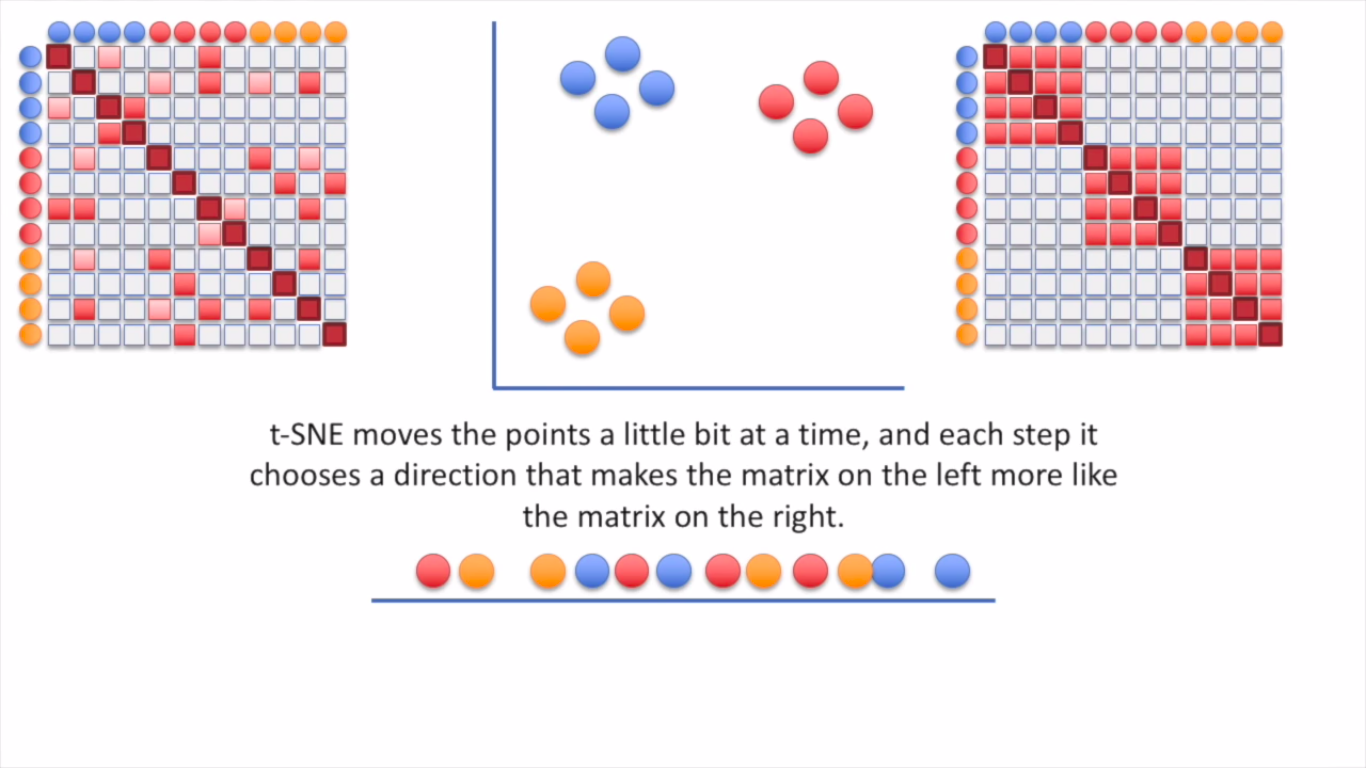 t-SNE moves the points a little bit at a time, and each step it
chooses a direction that makes the matrix on the left more like
the matrix on the right.